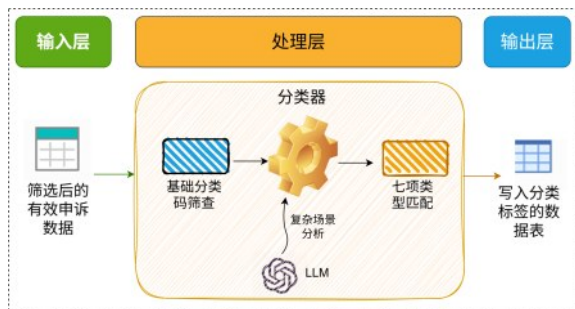 输入层
处理层
输出层
分类器
筛选后的
有效申诉
数据
基础分类
码筛查
七项类
型匹配
复杂场景
分析
LLM
写入分类
标签的数
据表